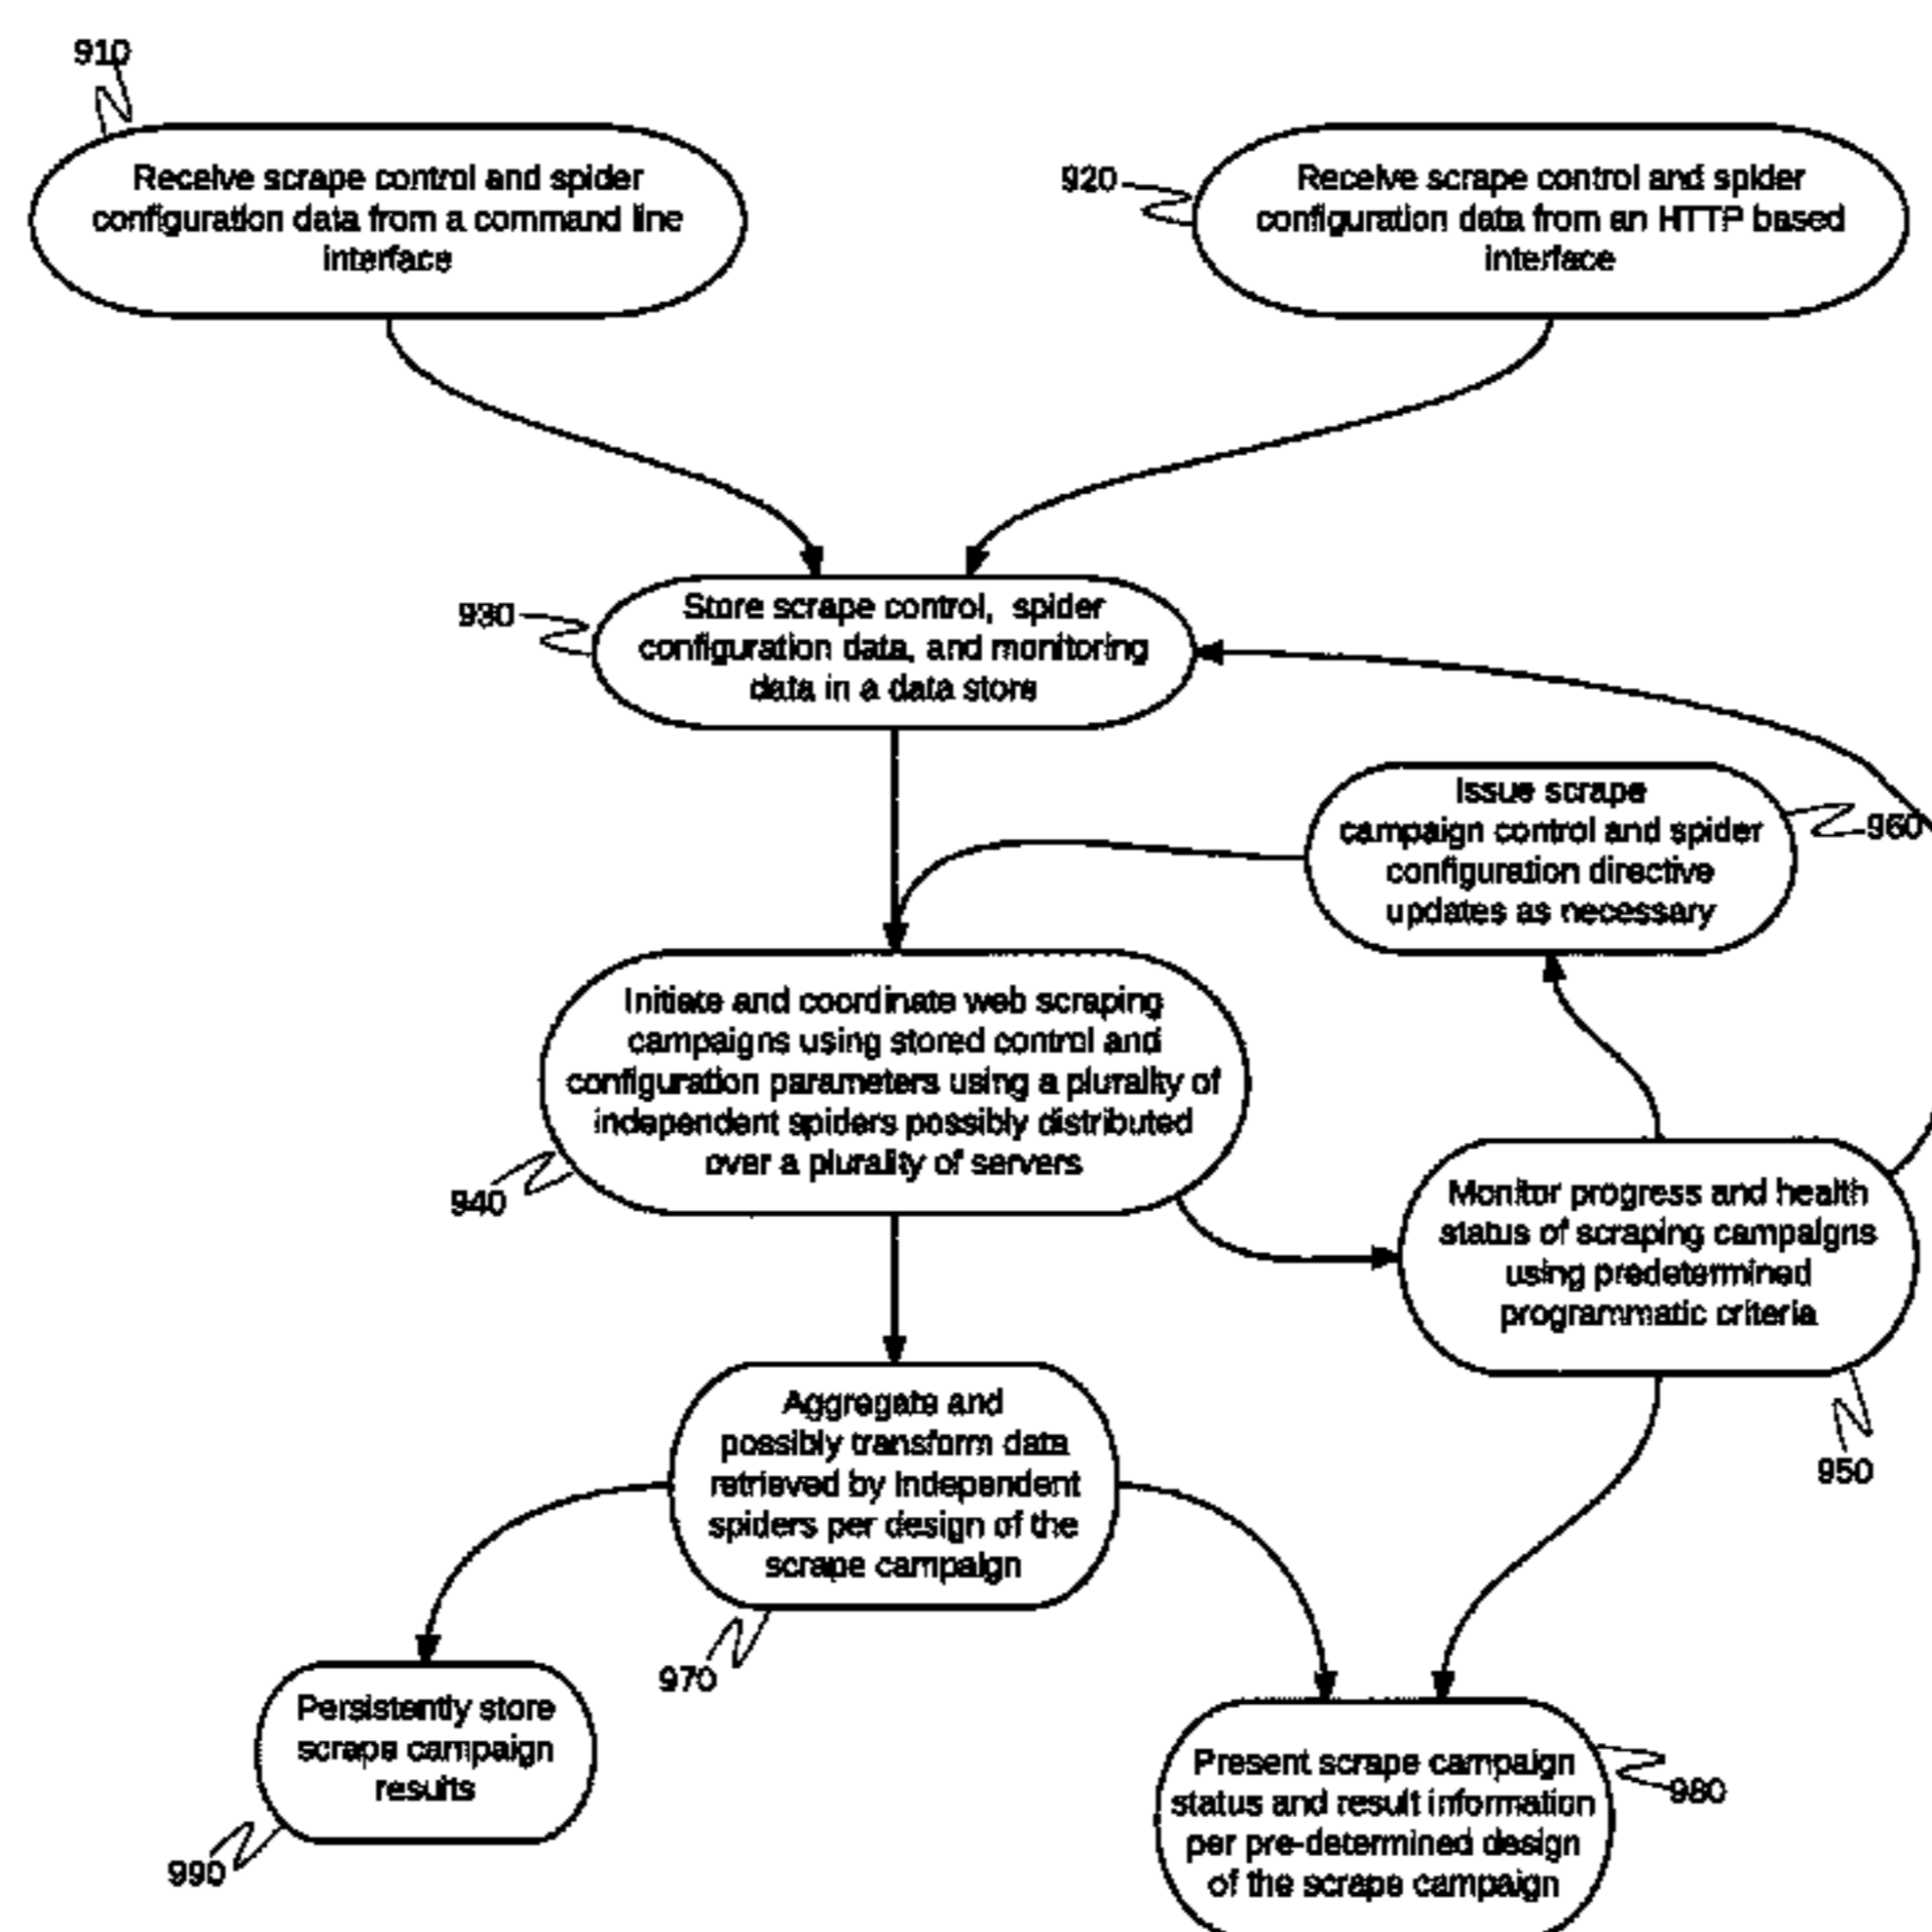 910
Receive scrape control and spider
configuration data from a command line
interface
920
Receive scrape control and spider
configuration data from an HTTP based
interface
930
Store scrape control, spider
configuration data, and monitoring
data in a data store
Issue scrape
campaign control and spider
configuration directive
updates as necessary
960
Initiate and coordinate web scraping
campaigns using stored control and
configuration parameters using a plurality of
independent spiders possibly distributed
over a plurality of servers
940
Monitor progress and health
status of scraping campaigns
using predetermined
programmatic criteria
950
Aggregate and
possibly transform data
retrieved by independent
spiders per design of the
scrape campaign
970
Persistently store
scrape campaign
results
990
Present scrape campaign
status and result information
per pre-determined design
of the scrape campaign
980